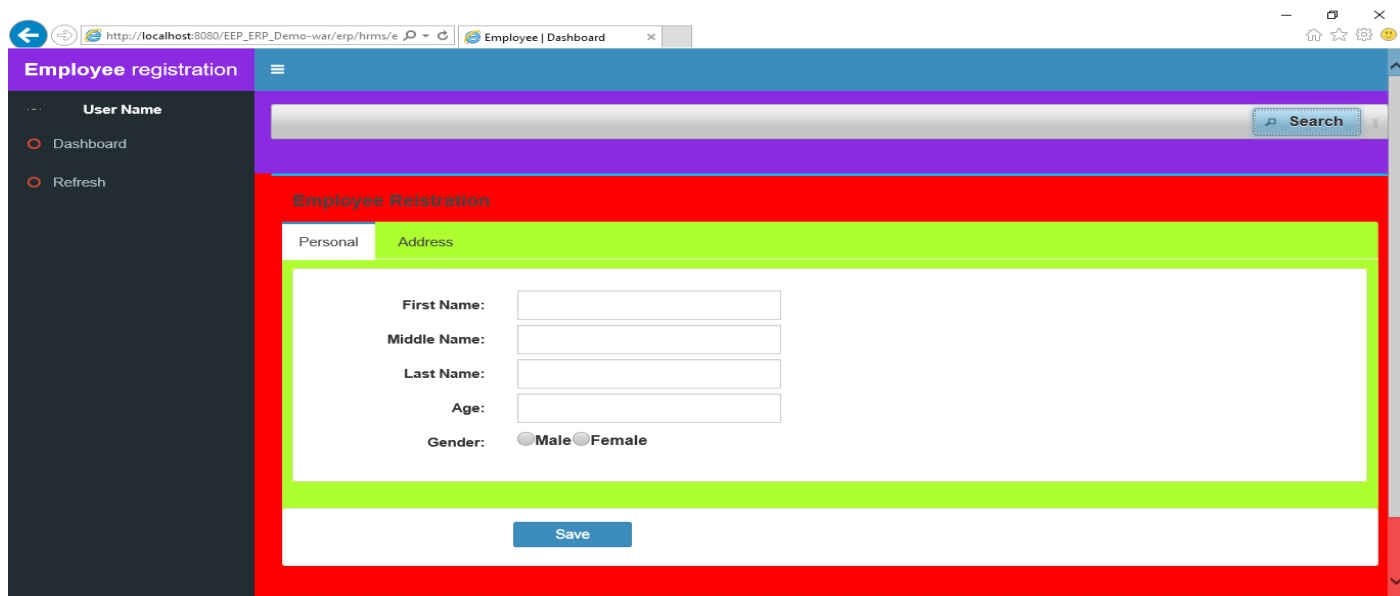 http://localhost:8080/EEP_ERP_Demo-war/erp/hrms/e
Employee | Dashboard
Employee registration
User Name
Search
Dashboard
Refresh
Employee Reistration
Personal
Address
First Name:
Middle Name:
Last Name:
Age:
Gender:
Male
Female
Save